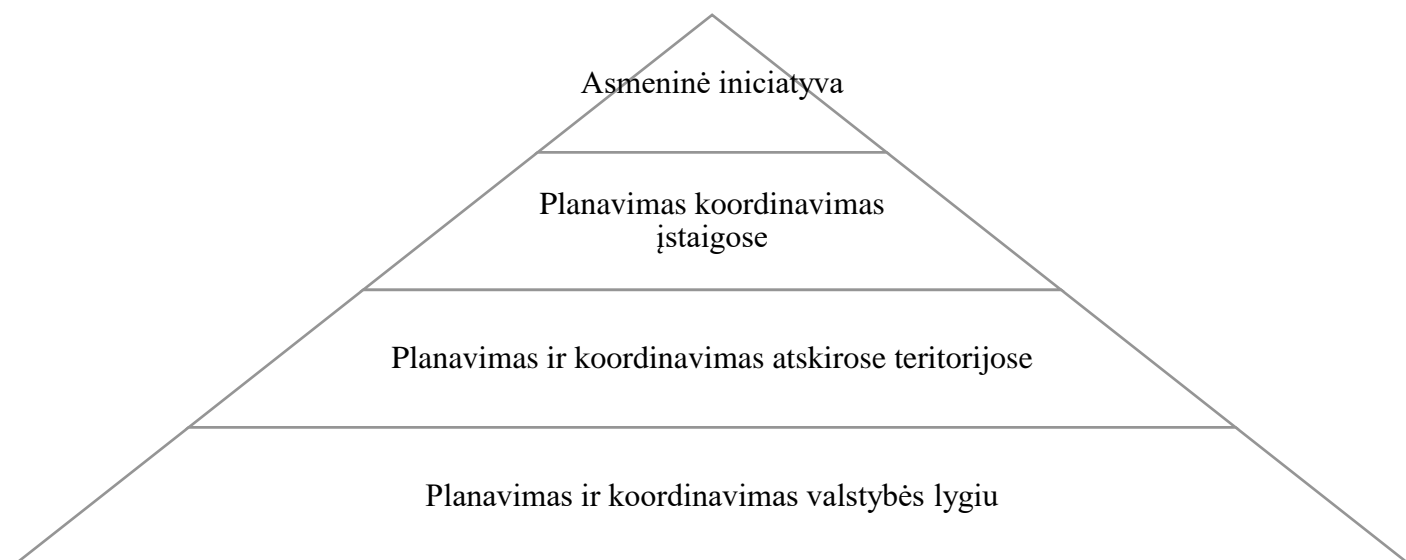 Asmeninė iniciatyva
Planavimas koordinavimas
įstaigose
Planavimas ir koordinavimas atskirose teritorijose
Planavimas ir koordinavimas valstybės lygiu